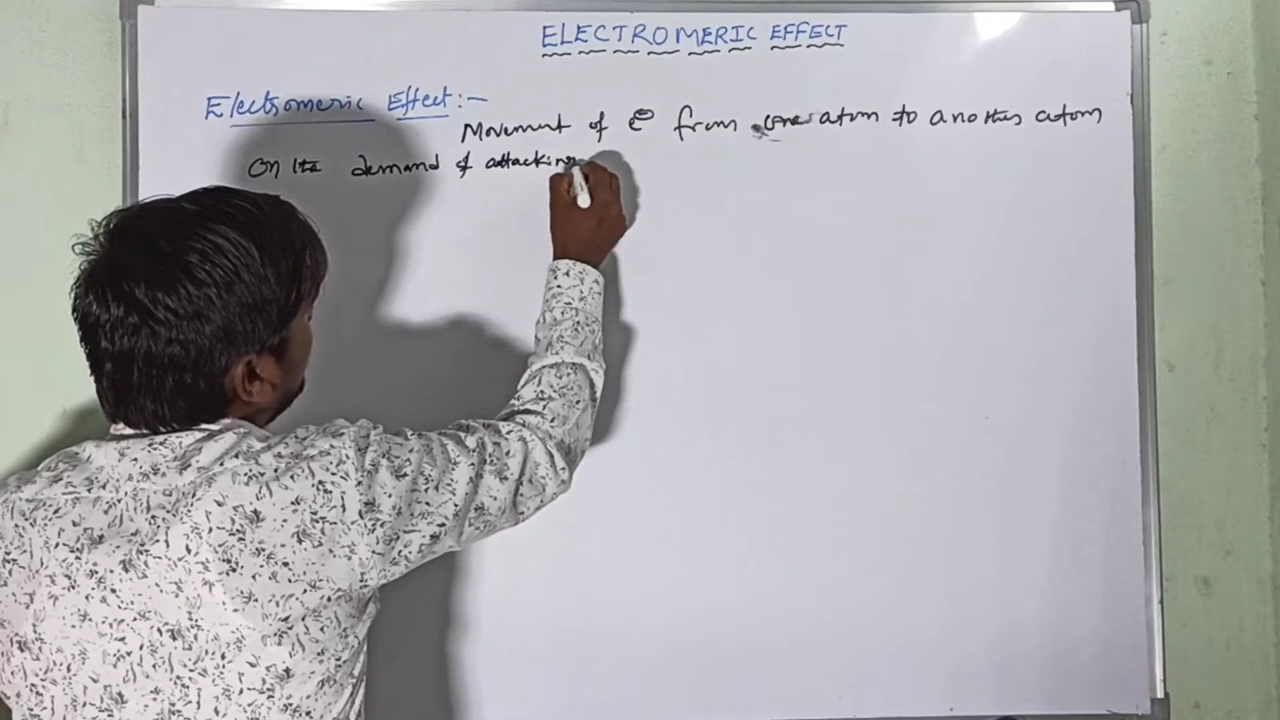 ELECTROMERIC EFFECT
Electromeric Effect:-
Movement of e⊖ from one atom to another atom
On the demand of attacking